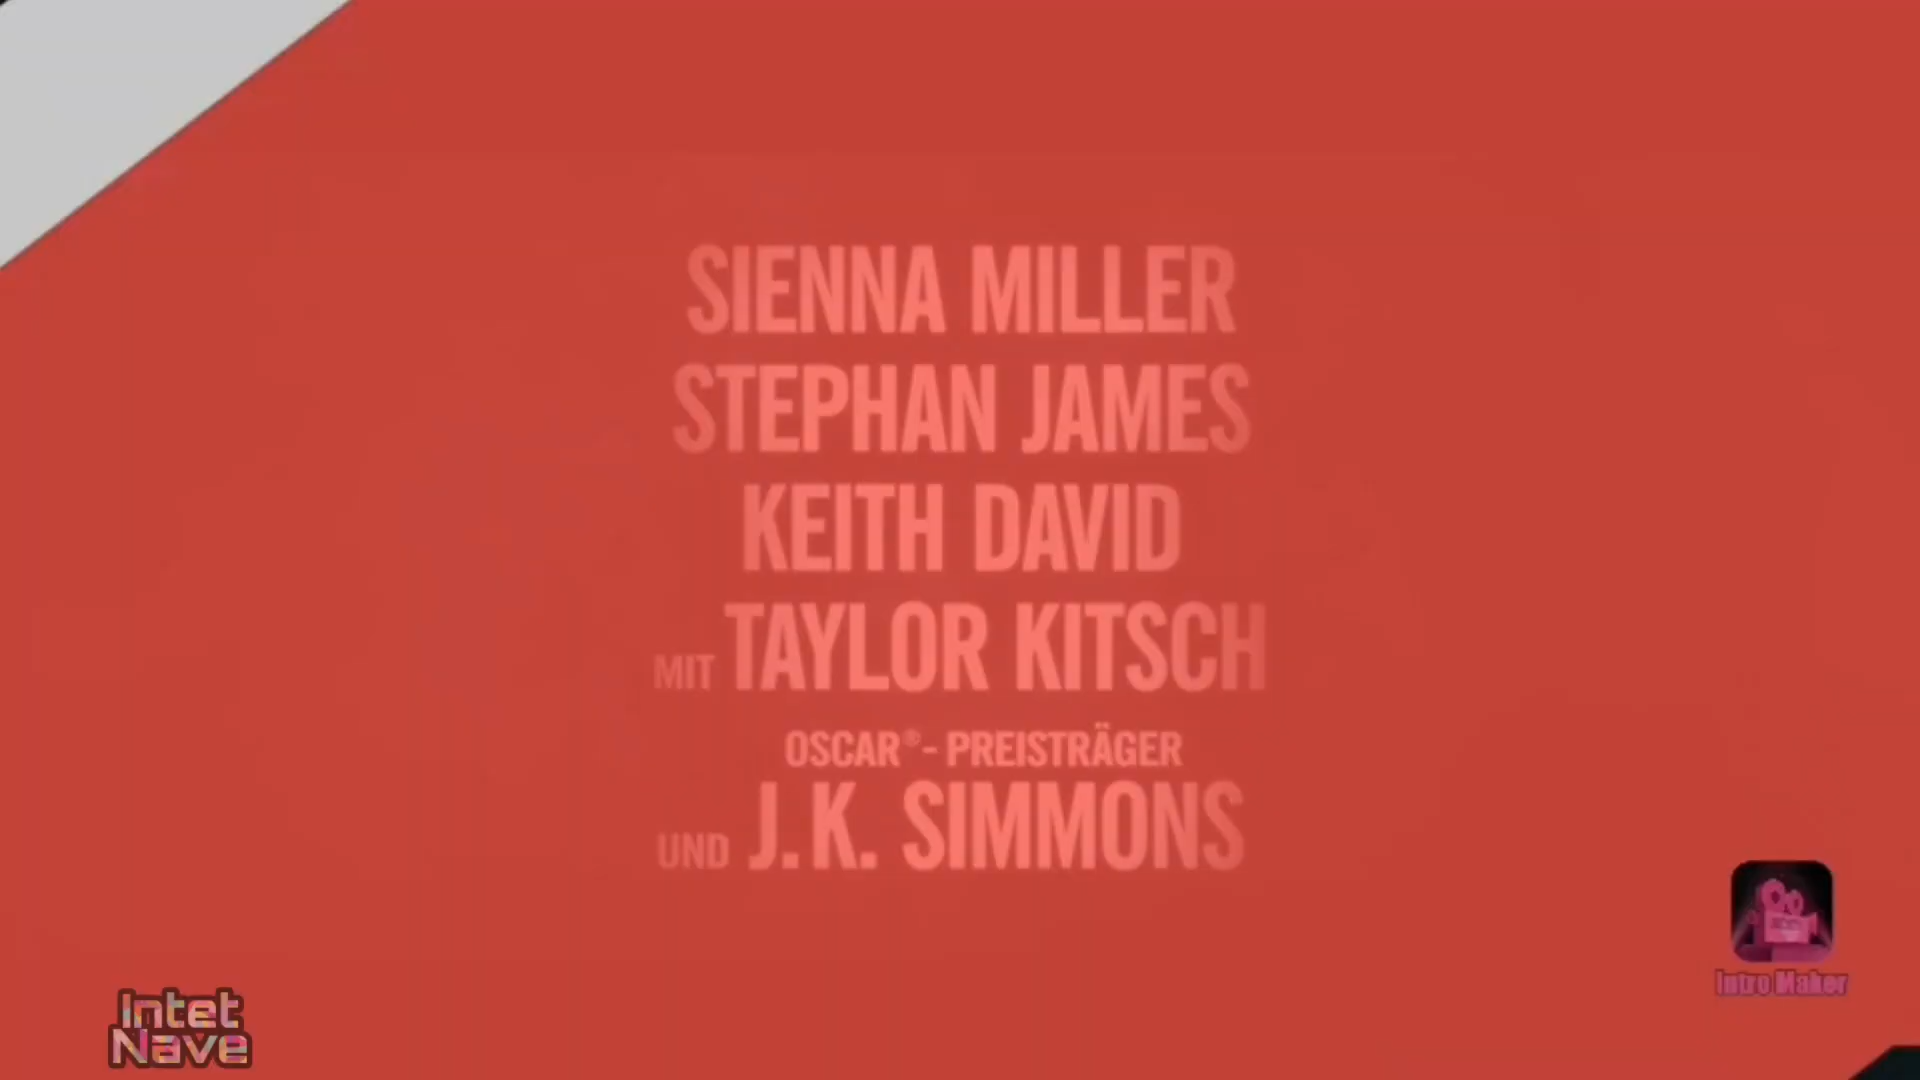 SIENNA MILLER
STEPHAN JAMES
KEITH DAVID
MIT TAYLOR KITSCH
OSCAR®- PREISTRÄGER
UND J.K. SIMMONS
Intro Maker
Intet
Nave